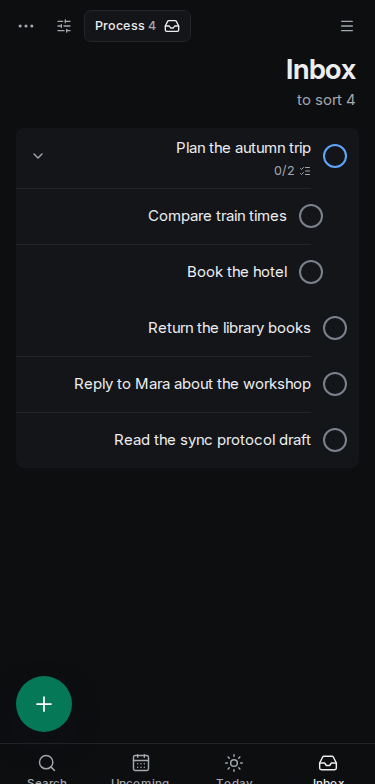 Process 4
Inbox
to sort 4
Plan the autumn trip
0/2
Compare train times
Book the hotel
Return the library books
Reply to Mara about the workshop
Read the sync protocol draft
Search
Upcoming
Today
Inbox